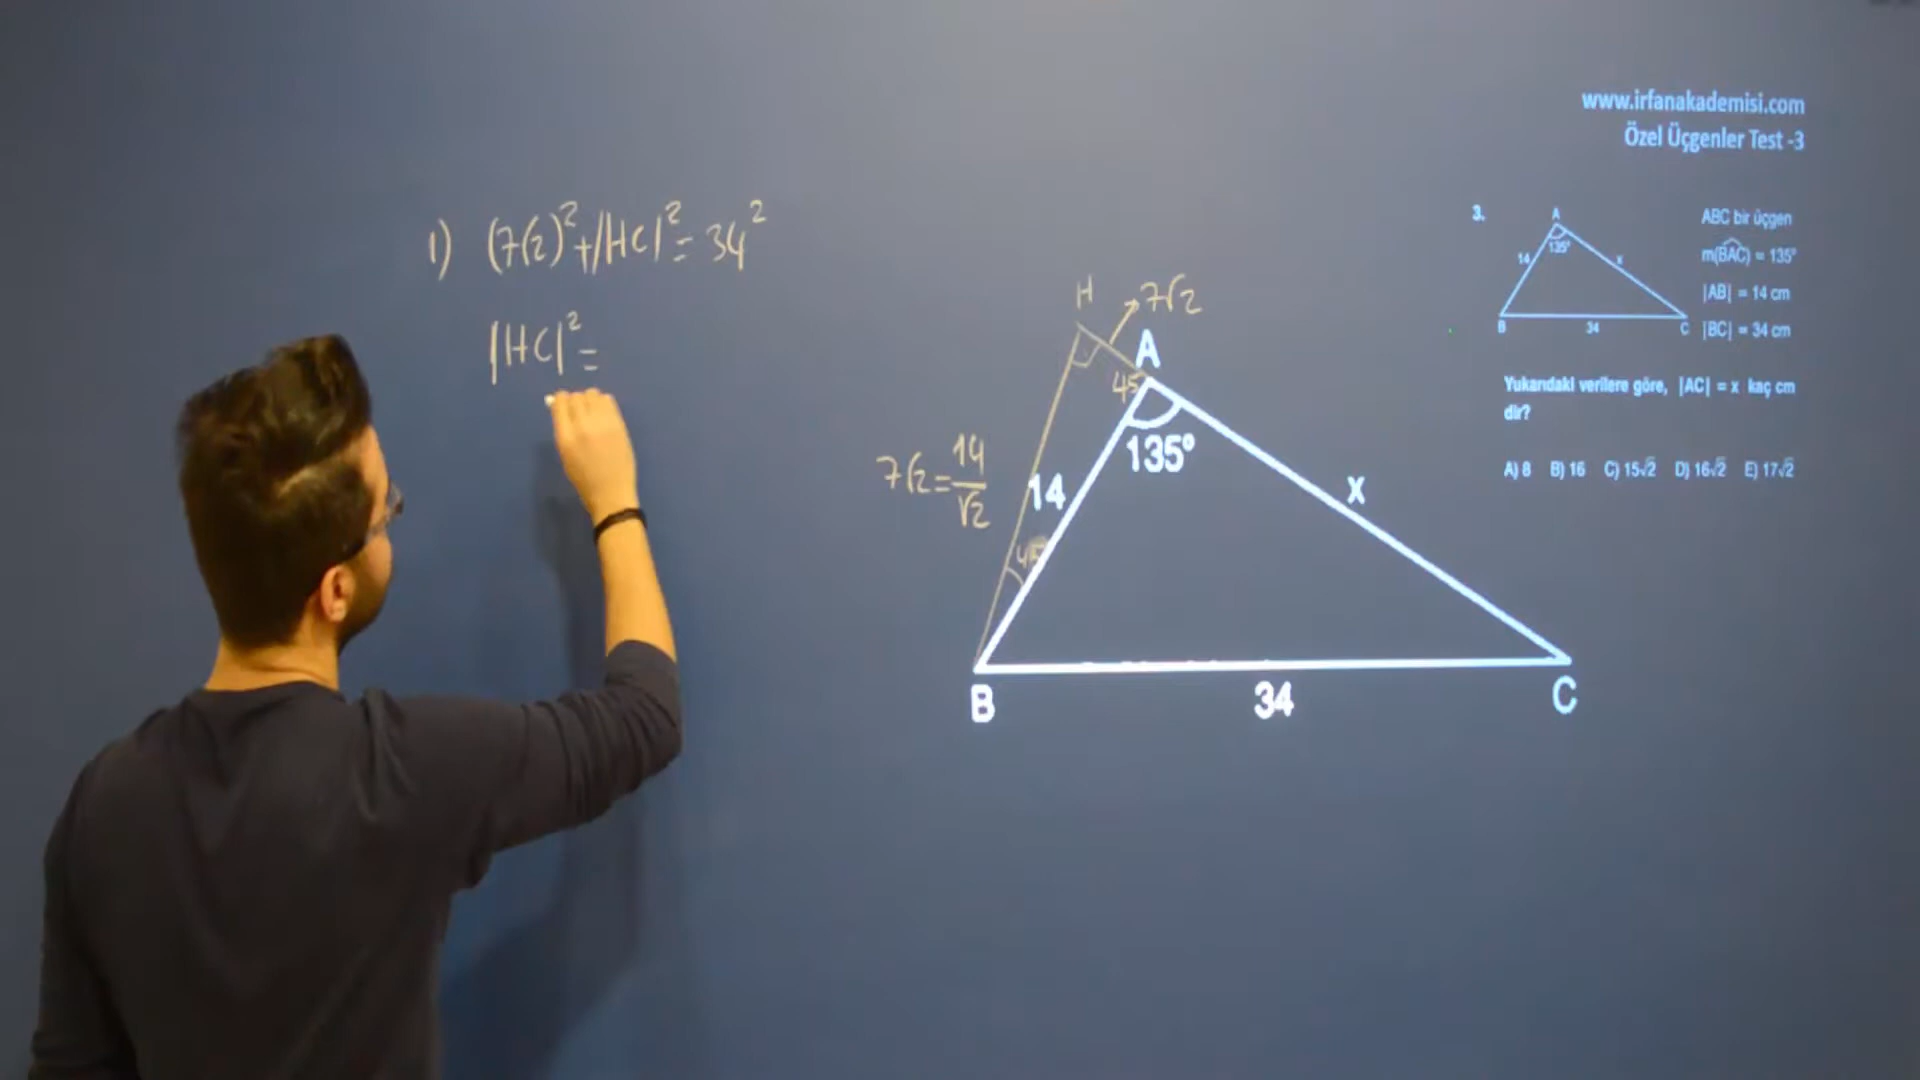 www.irfanakademisi.com
Özel Üçgenler Test -3
1) (7√2)²+|HC|²=34²
|HC|²=
H
7√2
A
45
135°
7√2=14/√2
14
45
x
B
34
C
3.
A
135°
14
x
B
34
C
ABC bir üçgen
m(BAC) = 135°
|AB| = 14 cm
|BC| = 34 cm
Yukarıdaki verilere göre, |AC| = x kaç cm
dir?
A) 8 B) 16 C) 15√2 D) 16√2 E) 17√2